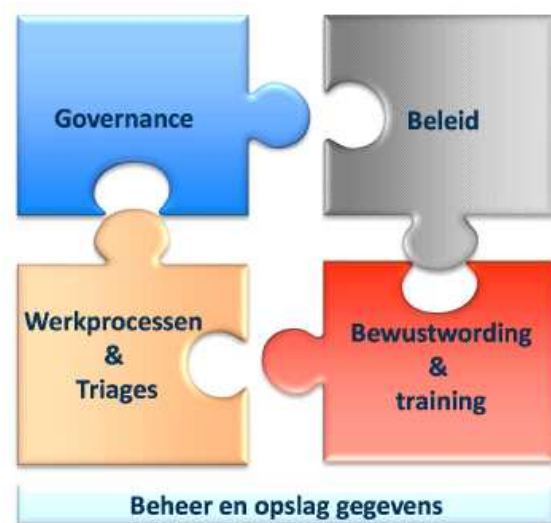 Governance
Beleid
Werkprocessen
&
Triages
Bewustwording
&
training
Beheer en opslag gegevens